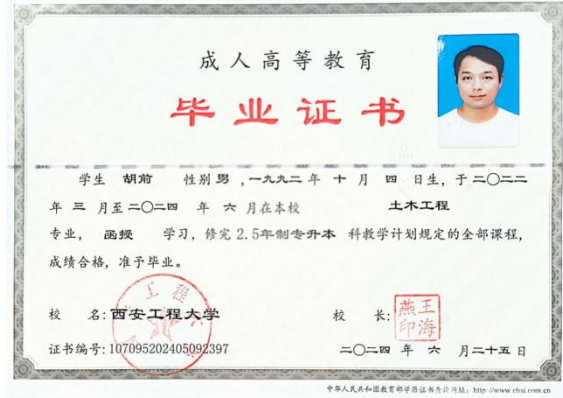 成人高等教育
毕业证书
学生 胡前 性别 男，一九九二 年 十 月 四 日生，于 二〇二二
年 三 月至 二〇二四 年 六 月在本校 土木工程
专业， 函授 学习，修完 2.5年制专升本 科教学计划规定的全部课程，
成绩合格，准予毕业。
校 名：西安工程大学 校 长： 燕王印海
证书编号：107095202405092397 二〇二四 年 六 月二十五 日
中华人民共和国教育部学历证书查询网址：http://www.chsi.com.cn